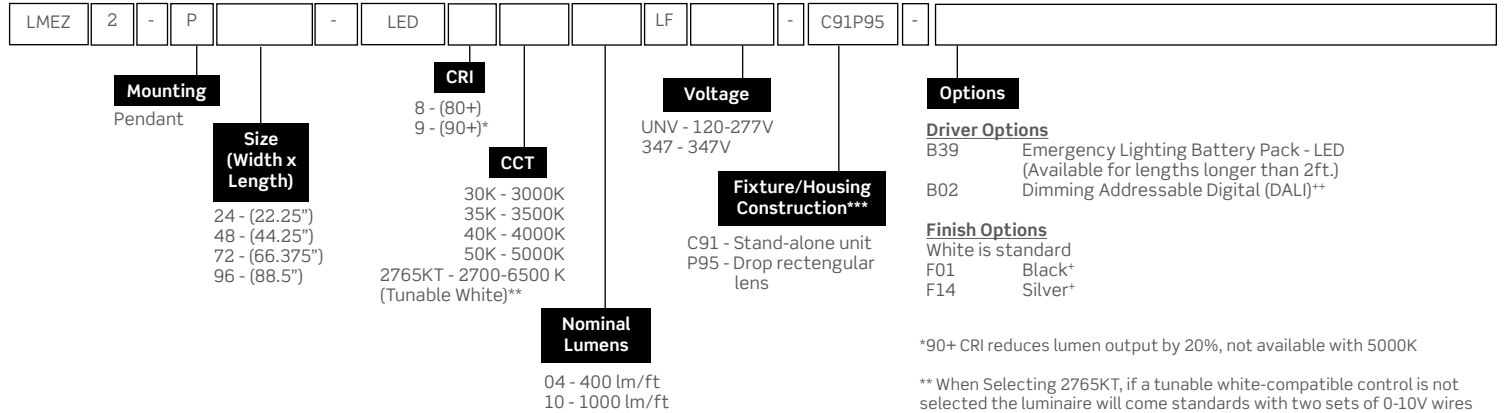 LMEZ 2 - P - LED LF - C91P95 -
Mounting
Pendant
Size
(Width x
Length)
24 - (22.25”)
48 - (44.25”)
72 - (66.375”)
96 - (88.5”)
CRI
8 - (80+)
9 - (90+)*
CCT
30K - 3000K
35K - 3500K
40K - 4000K
50K - 5000K
2765KT - 2700-6500 K
(Tunable White)**
Nominal
Lumens
04 - 400 lm/ft
10 - 1000 lm/ft
Voltage
UNV - 120-277V
347 - 347V
Fixture/Housing
Construction***
C91 - Stand-alone unit
P95 - Drop rectengular
lens
Options
Driver Options
B39 Emergency Lighting Battery Pack - LED
(Available for lengths longer than 2ft.)
B02 Dimming Addressable Digital (DALI)++
Finish Options
White is standard
F01 Black+
F14 Silver+
*90+ CRI reduces lumen output by 20%, not available with 5000K
** When Selecting 2765KT, if a tunable white-compatible control is not
selected the luminaire will come standards with two sets of 0-10V wires